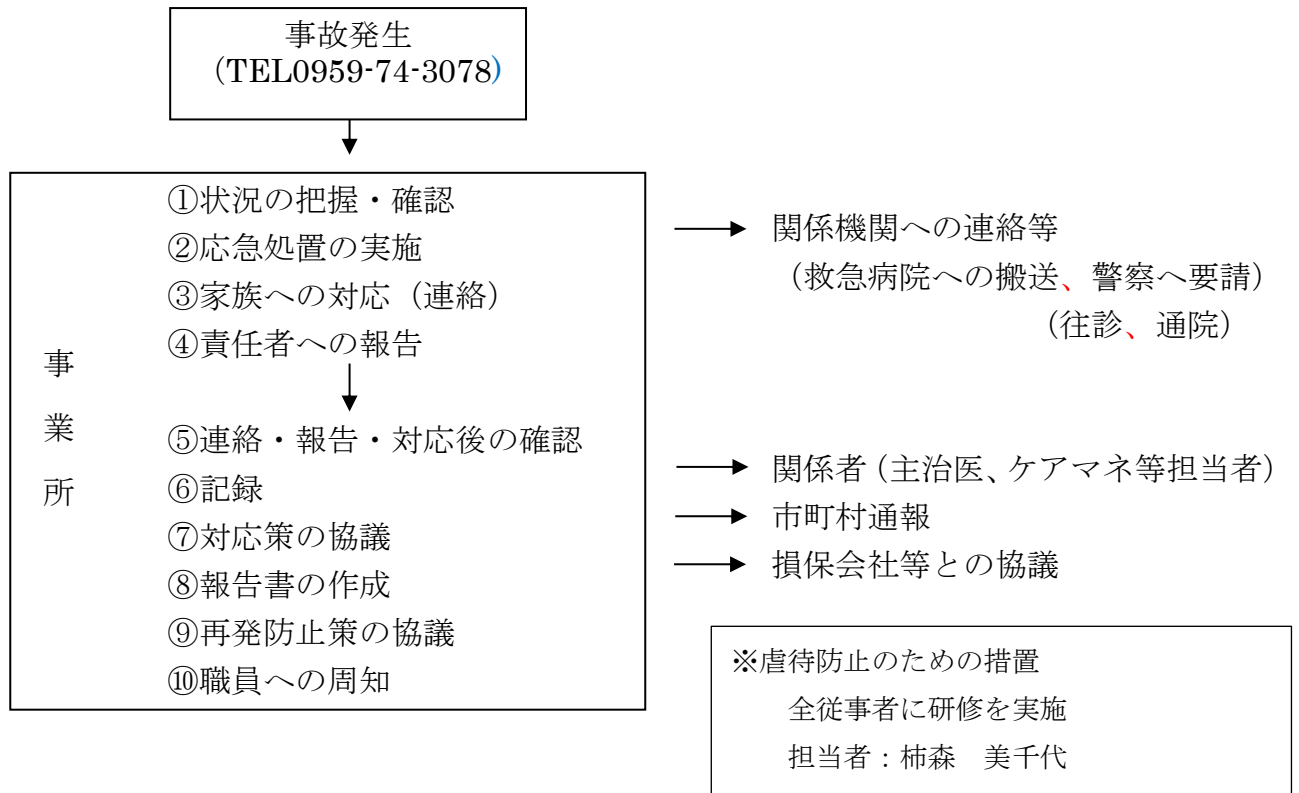 事故発生
(TEL0959-74-3078)
事業所
①状況の把握・確認
②応急処置の実施
③家族への対応（連絡）
④責任者への報告
⑤連絡・報告・対応後の確認
⑥記録
⑦対応策の協議
⑧報告書の作成
⑨再発防止策の協議
⑩職員への周知
関係機関への連絡等
（救急病院への搬送、警察へ要請）
（往診、通院）
関係者（主治医、ケアマネ等担当者）
市町村通報
損保会社等との協議
※虐待防止のための措置
全従事者に研修を実施
担当者：柿森　美千代